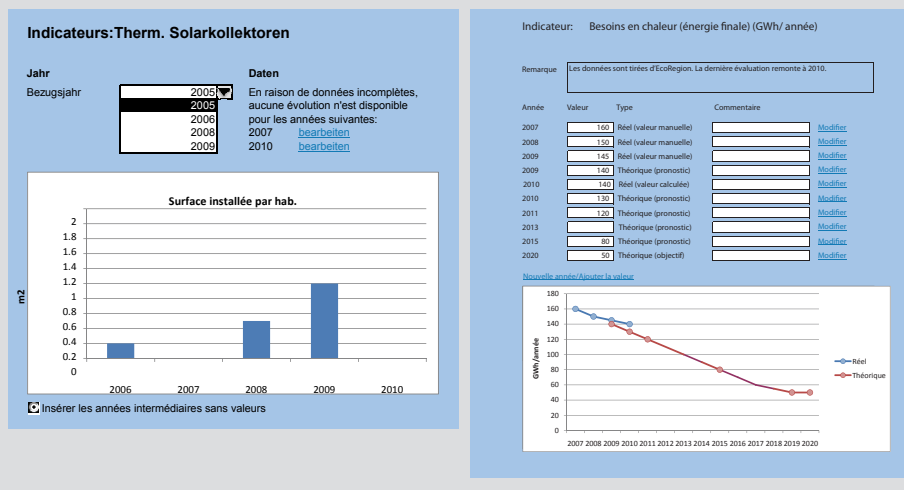 Indicateurs:Therm. Solarkollektoren
Jahr
Daten
Bezugsjahr
2005
2005
2006
2008
2009
En raison de données incomplètes,
aucune évolution n'est disponible
pour les années suivantes:
2007 bearbeiten
2010 bearbeiten
Surface installée par hab.
m2
2
1.8
1.6
1.4
1.2
1
0.8
0.6
0.4
0.2
0
2006 2007 2008 2009 2010
Insérer les années intermédiaires sans valeurs
Indicateur: Besoins en chaleur (énergie finale) (GWh/ année)
Remarque Les données sont tirées d'EcoRegion. La dernière évaluation remonte à 2010.
Année Valeur Type Commentaire
2007 160 Réel (valeur manuelle) Modifier
2008 150 Réel (valeur manuelle) Modifier
2009 145 Réel (valeur manuelle) Modifier
2009 140 Théorique (pronostic) Modifier
2010 140 Réel (valeur calculée) Modifier
2010 130 Théorique (pronostic) Modifier
2011 120 Théorique (pronostic) Modifier
2013 Théorique (pronostic) Modifier
2015 80 Théorique (pronostic) Modifier
2020 50 Théorique (objectif) Modifier
Nouvelle année/Ajouter la valeur
GWh/année
180
160
140
120
100
80
60
40
20
0
2007 2008 2009 2010 2011 2012 2013 2014 2015 2016 2017 2018 2019 2020
Réel
Théorique